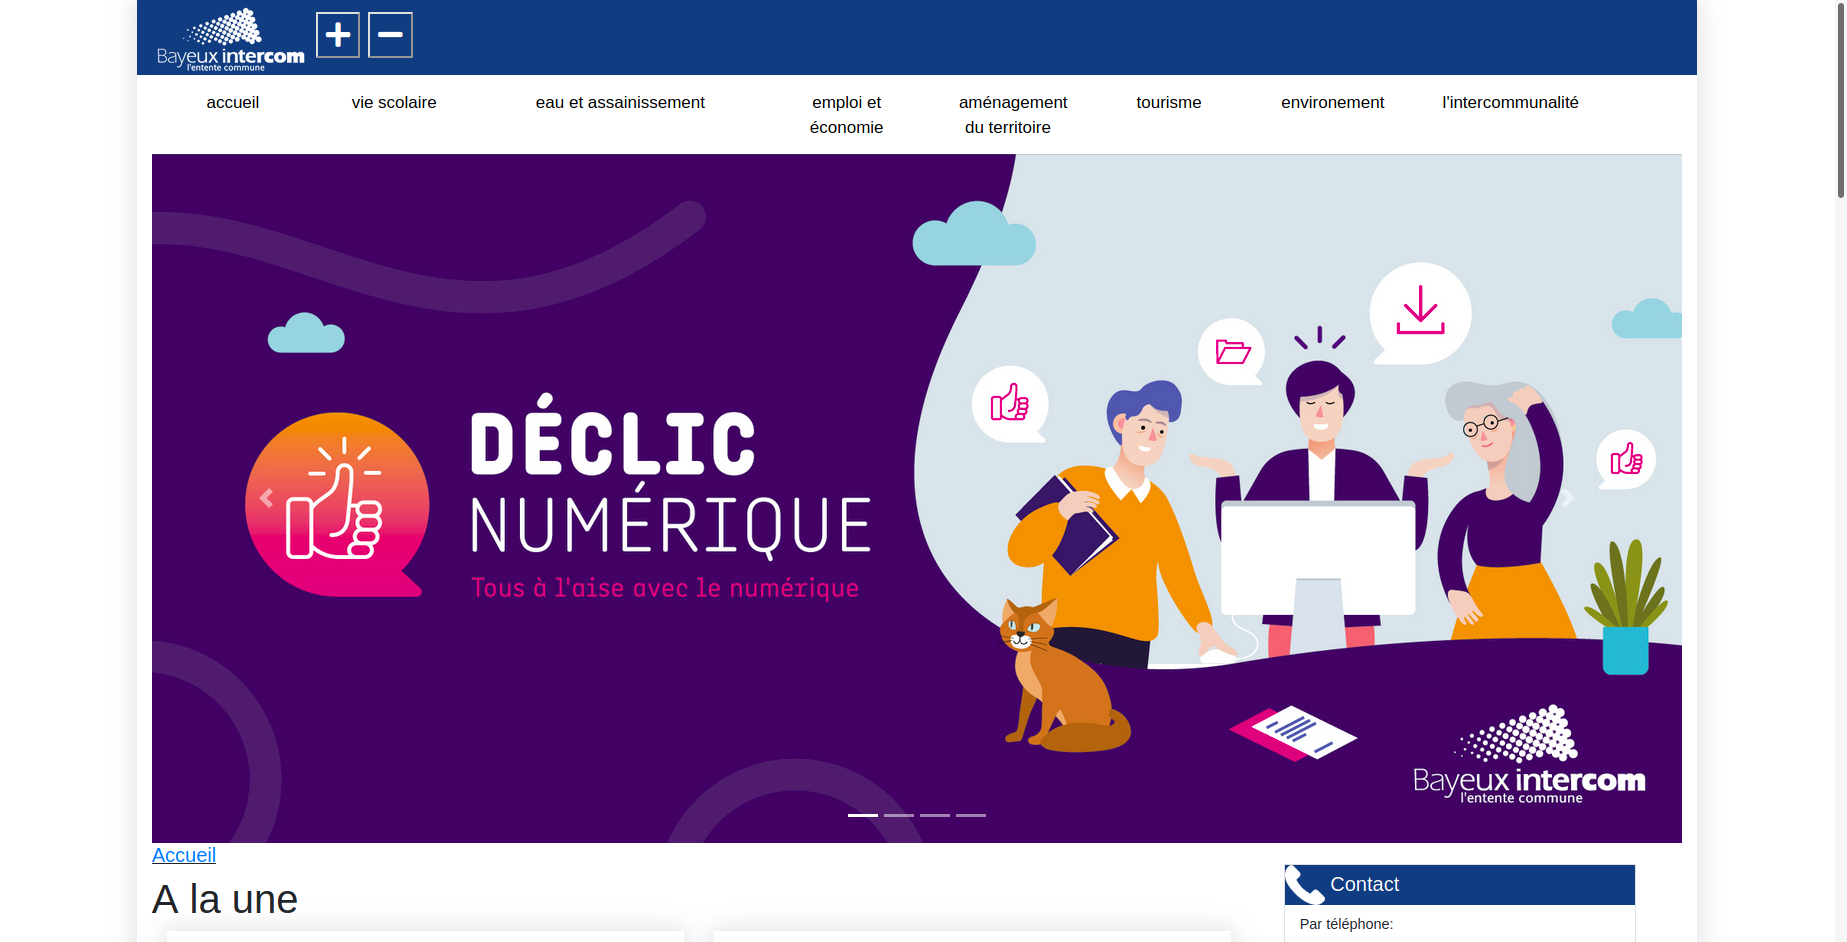 Bayeux intercom
l'entente commune
accueil
vie scolaire
eau et assainissement
emploi et
économie
aménagement
du territoire
tourisme
environement
l'intercommunalité
DÉCLIC
NUMÉRIQUE
Tous à l'aise avec le numérique
Bayeux intercom
l'entente commune
Accueil
A la une
Contact
Par téléphone: